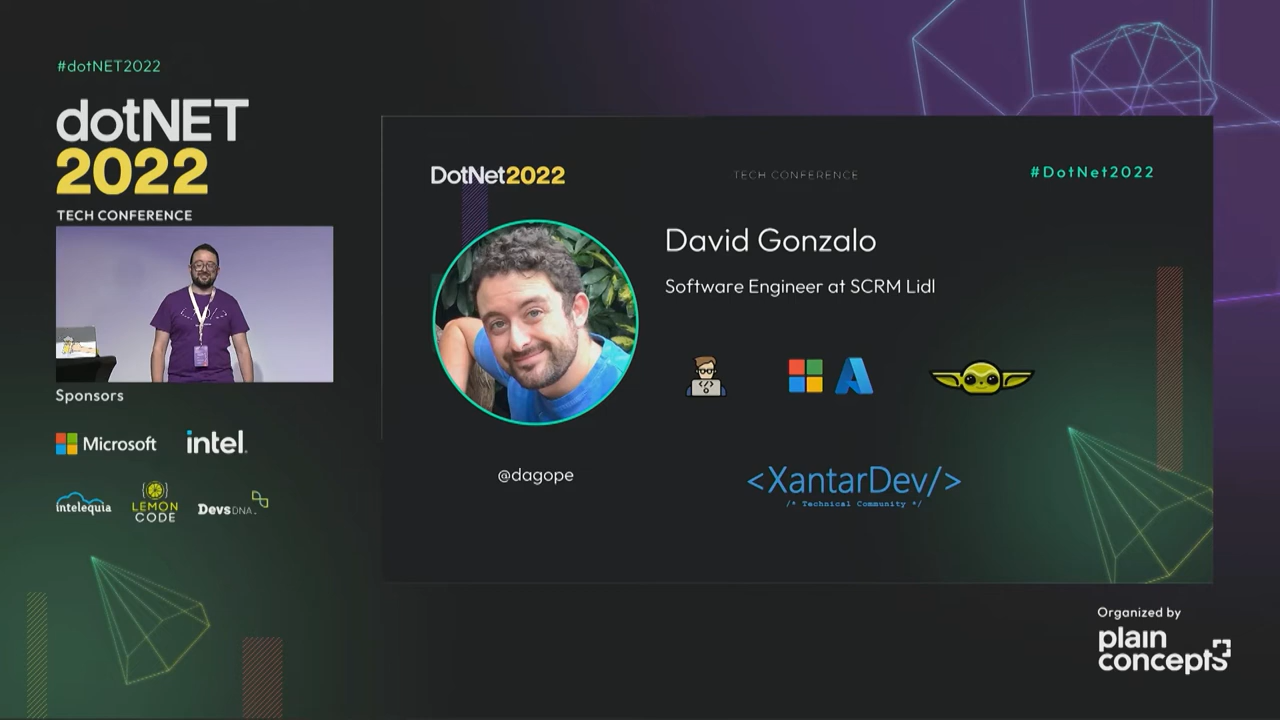 #dotNET2022
dotNET
2022
TECH CONFERENCE
Sponsors
Microsoft
intel.
intelequia
LEMON
CODE
DevsDNA.
DotNet2022
TECH CONFERENCE
#DotNet2022
David Gonzalo
Software Engineer at SCRM Lidl
</>
@dagope
<XantarDev/>
/* Technical Community */
Organized by
plain
concepts